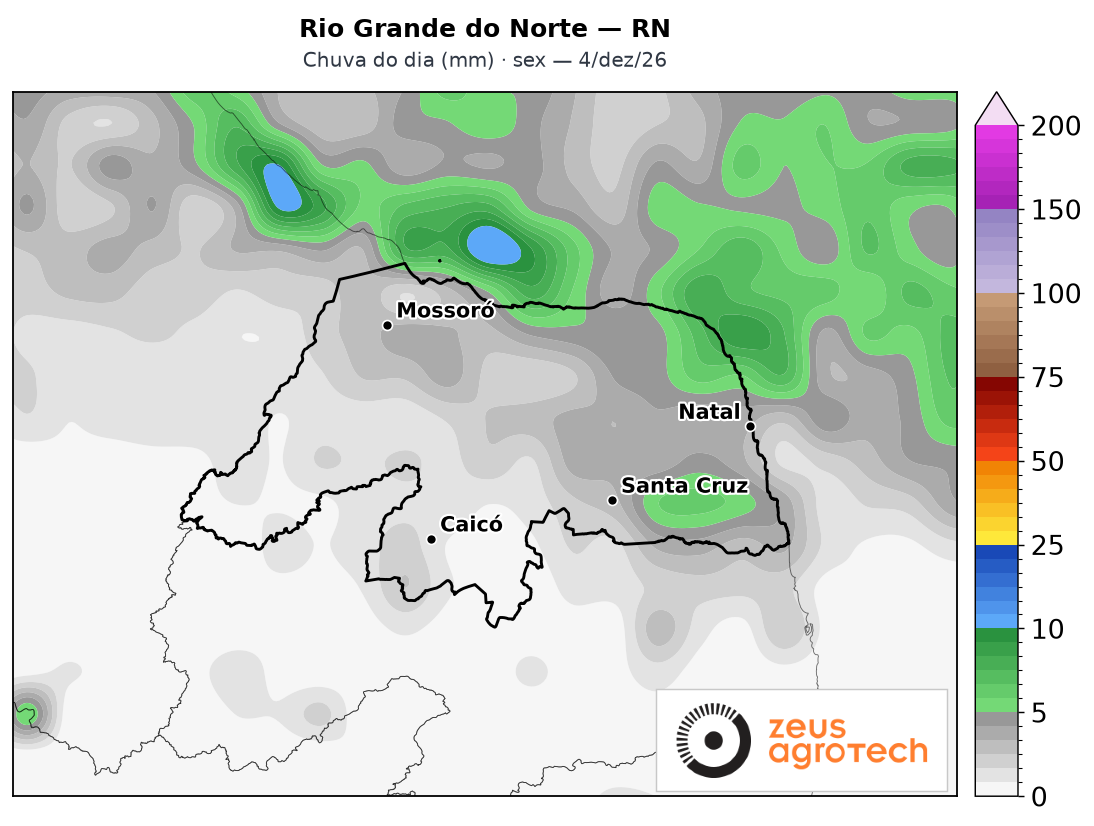 Rio Grande do Norte — RN
Chuva do dia (mm) · sex — 4/dez/26
Mossoró
Natal
Santa Cruz
Caicó
200
150
100
75
50
25
10
5
0
zeus
agrotech